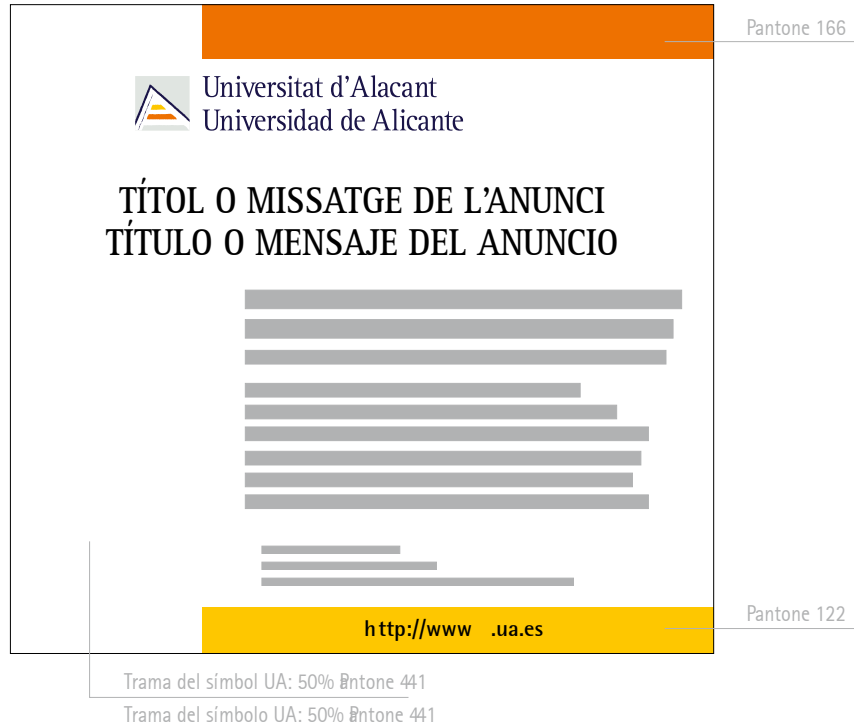 Pantone 166
Universitat d'Alacant
Universidad de Alicante
TÍTOL O MISSATGE DE L'ANUNCI
TÍTULO O MENSAJE DEL ANUNCIO
Pantone 122
http://www .ua.es
Trama del símbol UA: 50% Pantone 441
Trama del símbolo UA: 50% Pantone 441